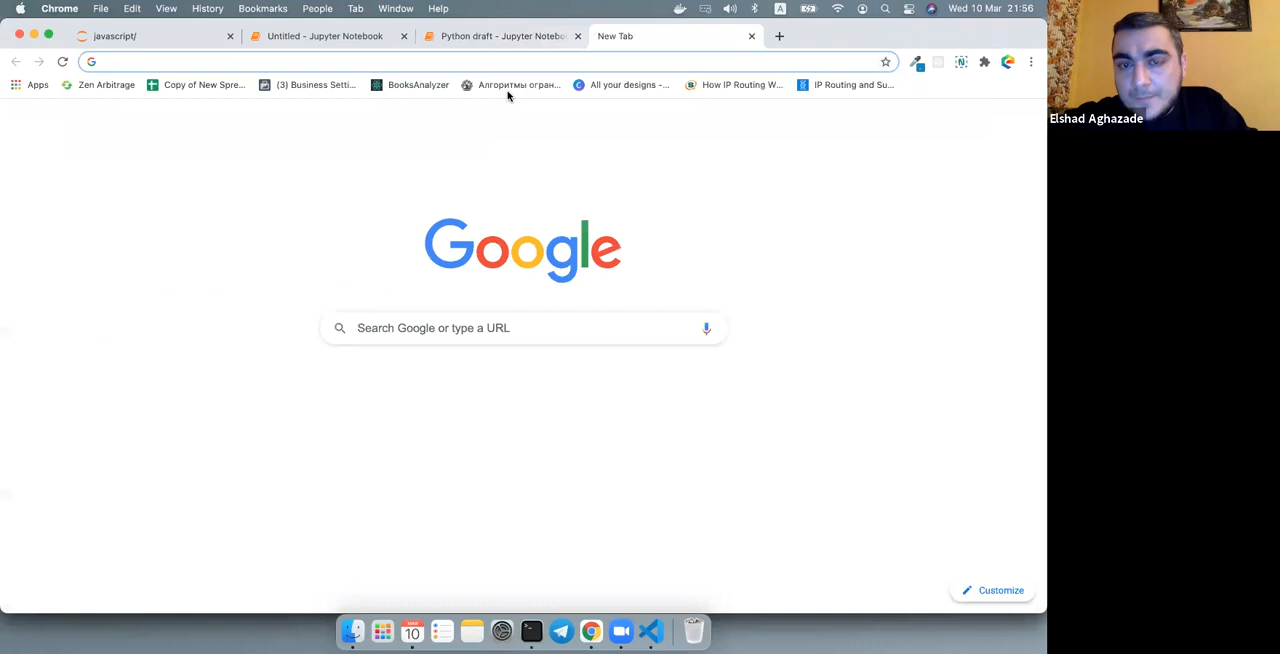 Chrome File Edit View History Bookmarks People Tab Window Help A Wed 10 Mar 21:56
javascript/ Untitled - Jupyter Notebook Python draft - Jupyter Notebo New Tab
Apps Zen Arbitrage Copy of New Spre... (3) Business Setti... BooksAnalyzer Алгоритмы огран... All your designs -... How IP Routing W... IP Routing and Su...
Elshad Aghazade
Google
Search Google or type a URL
Customize
10